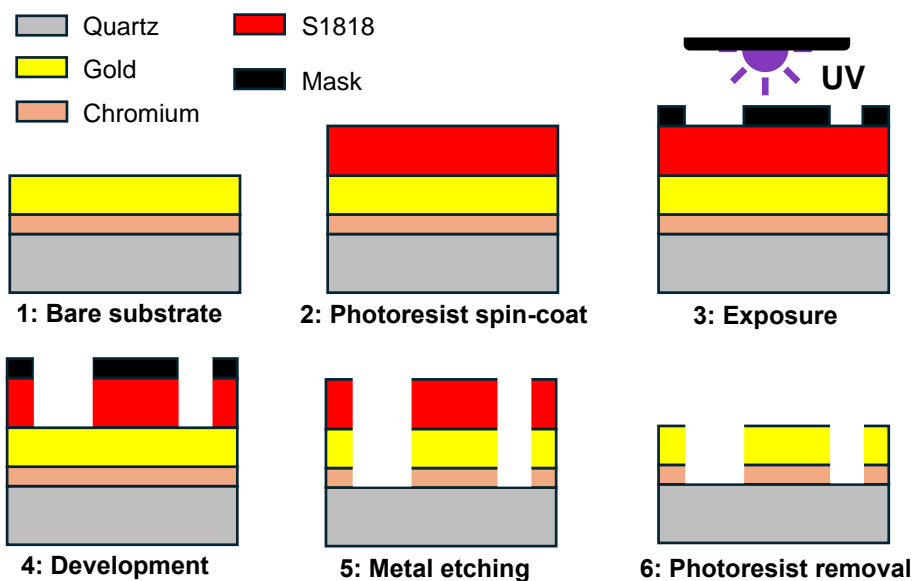 Quartz
S1818
Gold
Mask
Chromium
UV
1: Bare substrate
2: Photoresist spin-coat
3: Exposure
4: Development
5: Metal etching
6: Photoresist removal